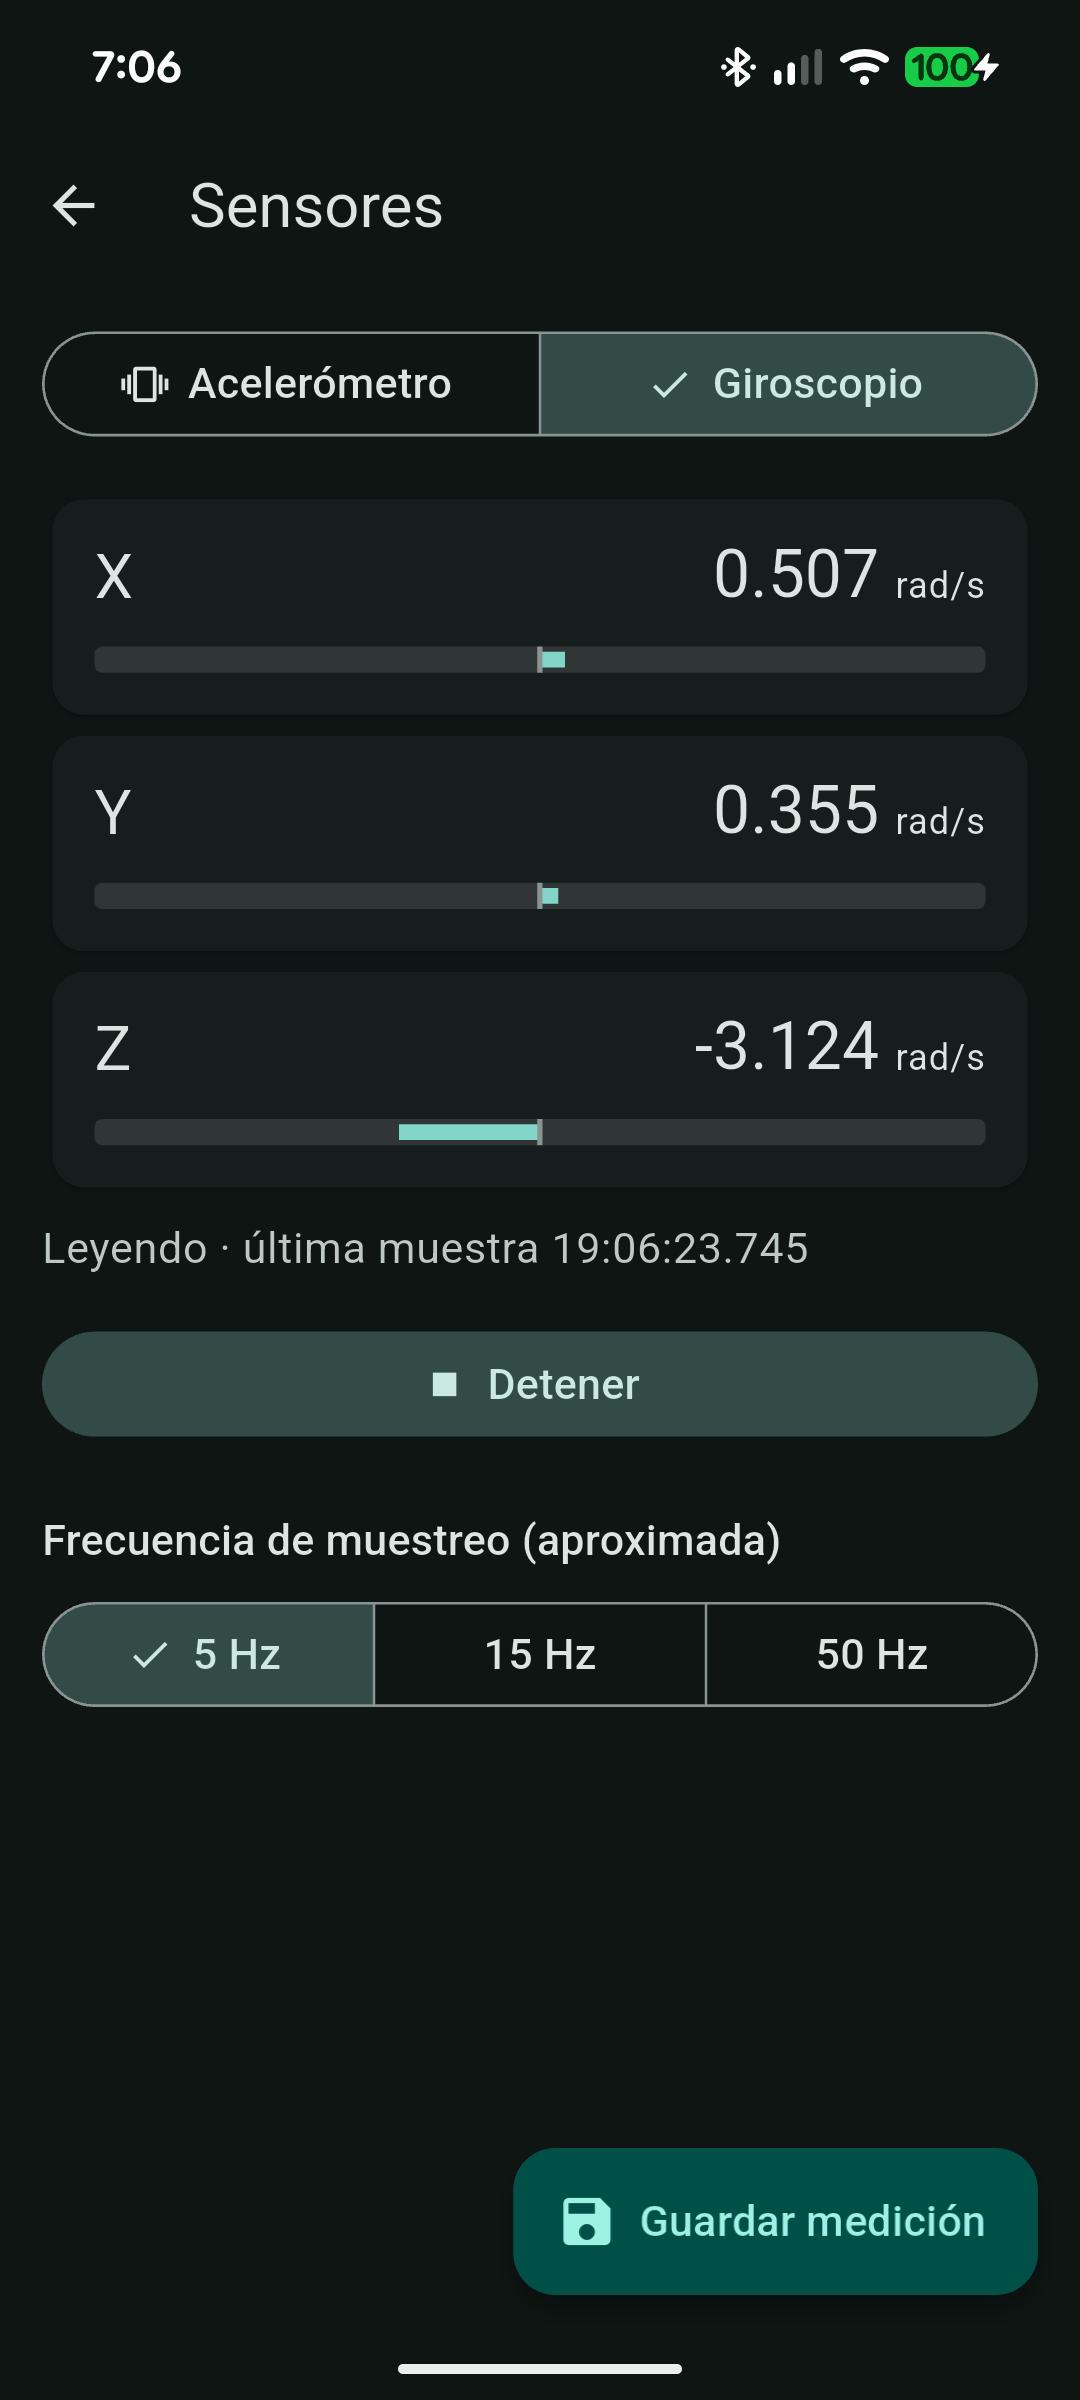 7:06
100
Sensores
Acelerómetro
Giroscopio
X
0.507 rad/s
Y
0.355 rad/s
Z
-3.124 rad/s
Leyendo · última muestra 19:06:23.745
Detener
Frecuencia de muestreo (aproximada)
5 Hz
15 Hz
50 Hz
Guardar medición